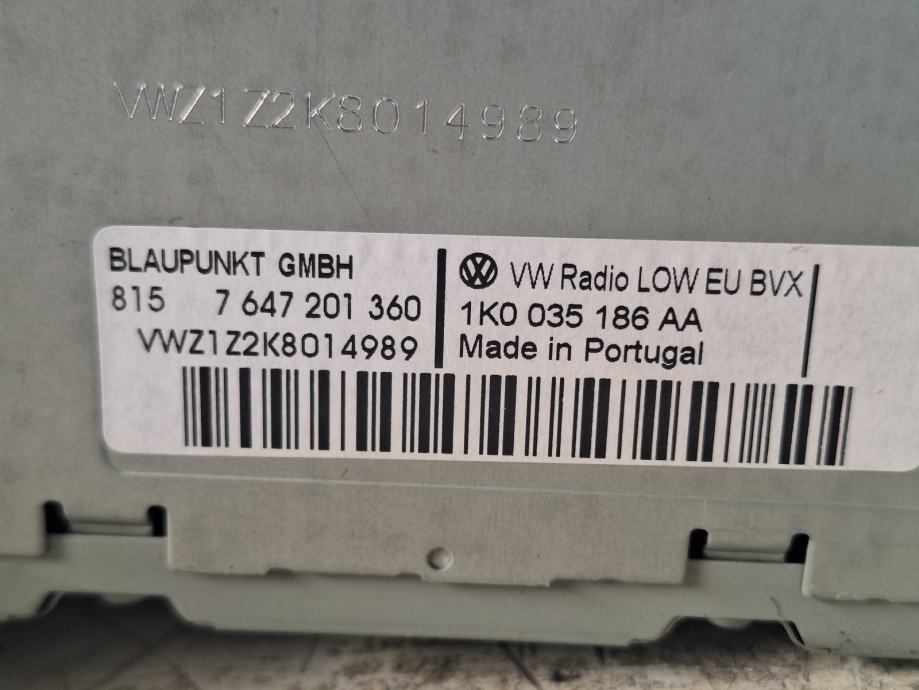 VWZ1Z2K8014989
BLAUPUNKT GMBH
815 7 647 201 360
VWZ1Z2K8014989
VW Radio LOW EU BVX
1K0 035 186 AA
Made in Portugal